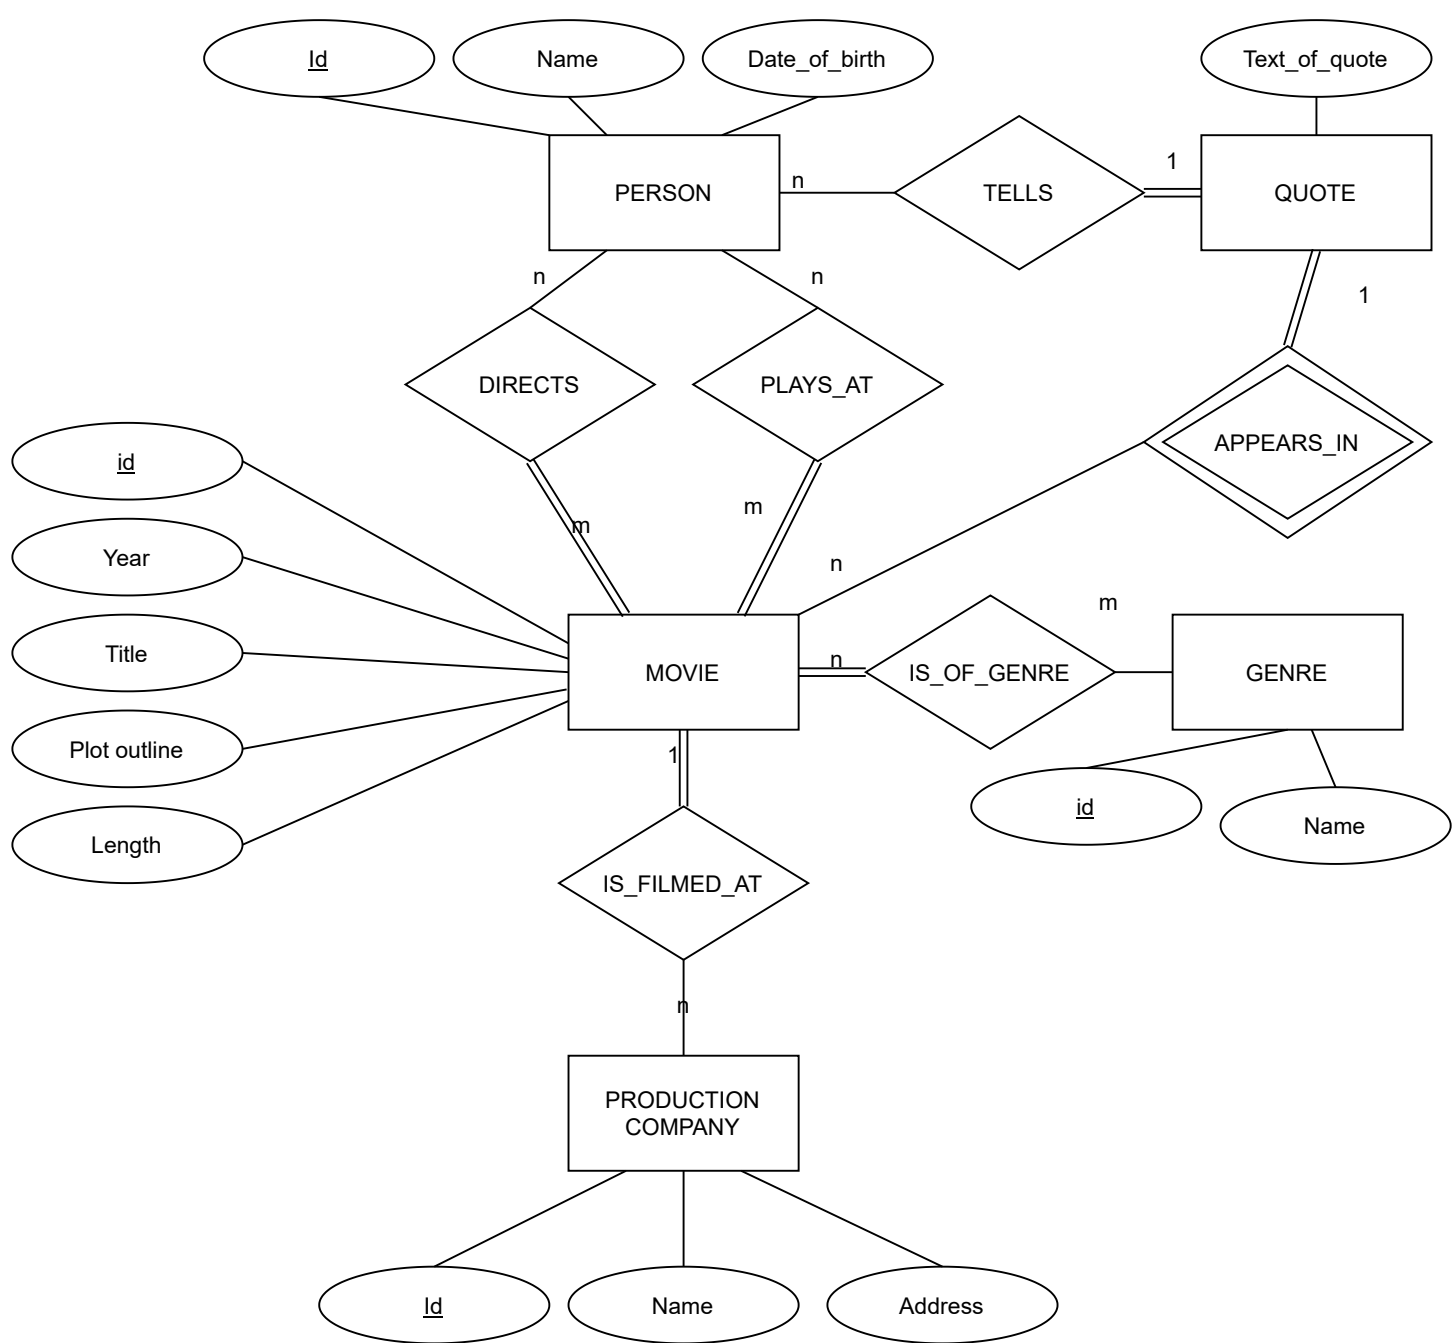 Id
Name
Date_of_birth
Text_of_quote
PERSON
n
TELLS
1
QUOTE
n
n
1
DIRECTS
PLAYS_AT
APPEARS_IN
id
m
m
n
Year
Title
MOVIE
n
IS_OF_GENRE
m
GENRE
Plot outline
1
id
Name
Length
IS_FILMED_AT
n
PRODUCTION
COMPANY
Id
Name
Address